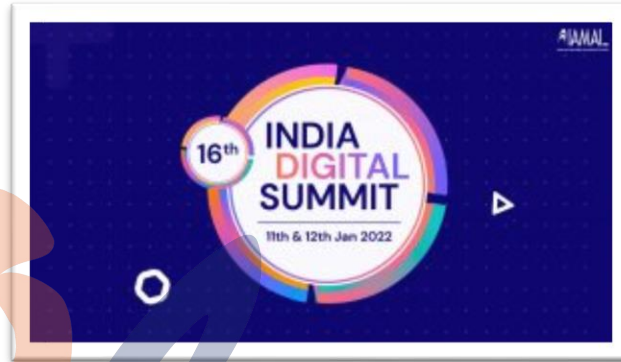 IAMAI
16th
INDIA
DIGITAL
SUMMIT
11th & 12th Jan 2022